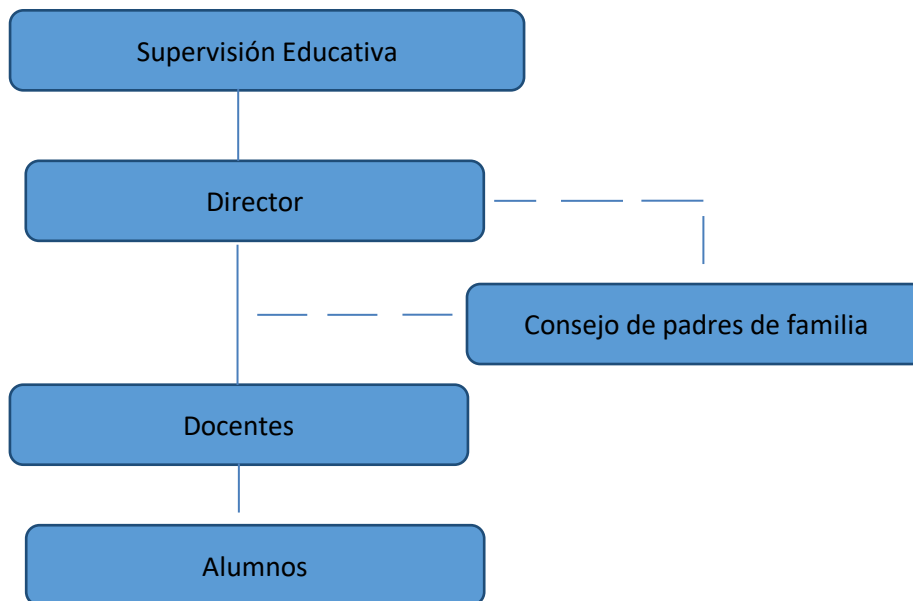 Supervisión Educativa
Director
Consejo de padres de familia
Docentes
Alumnos